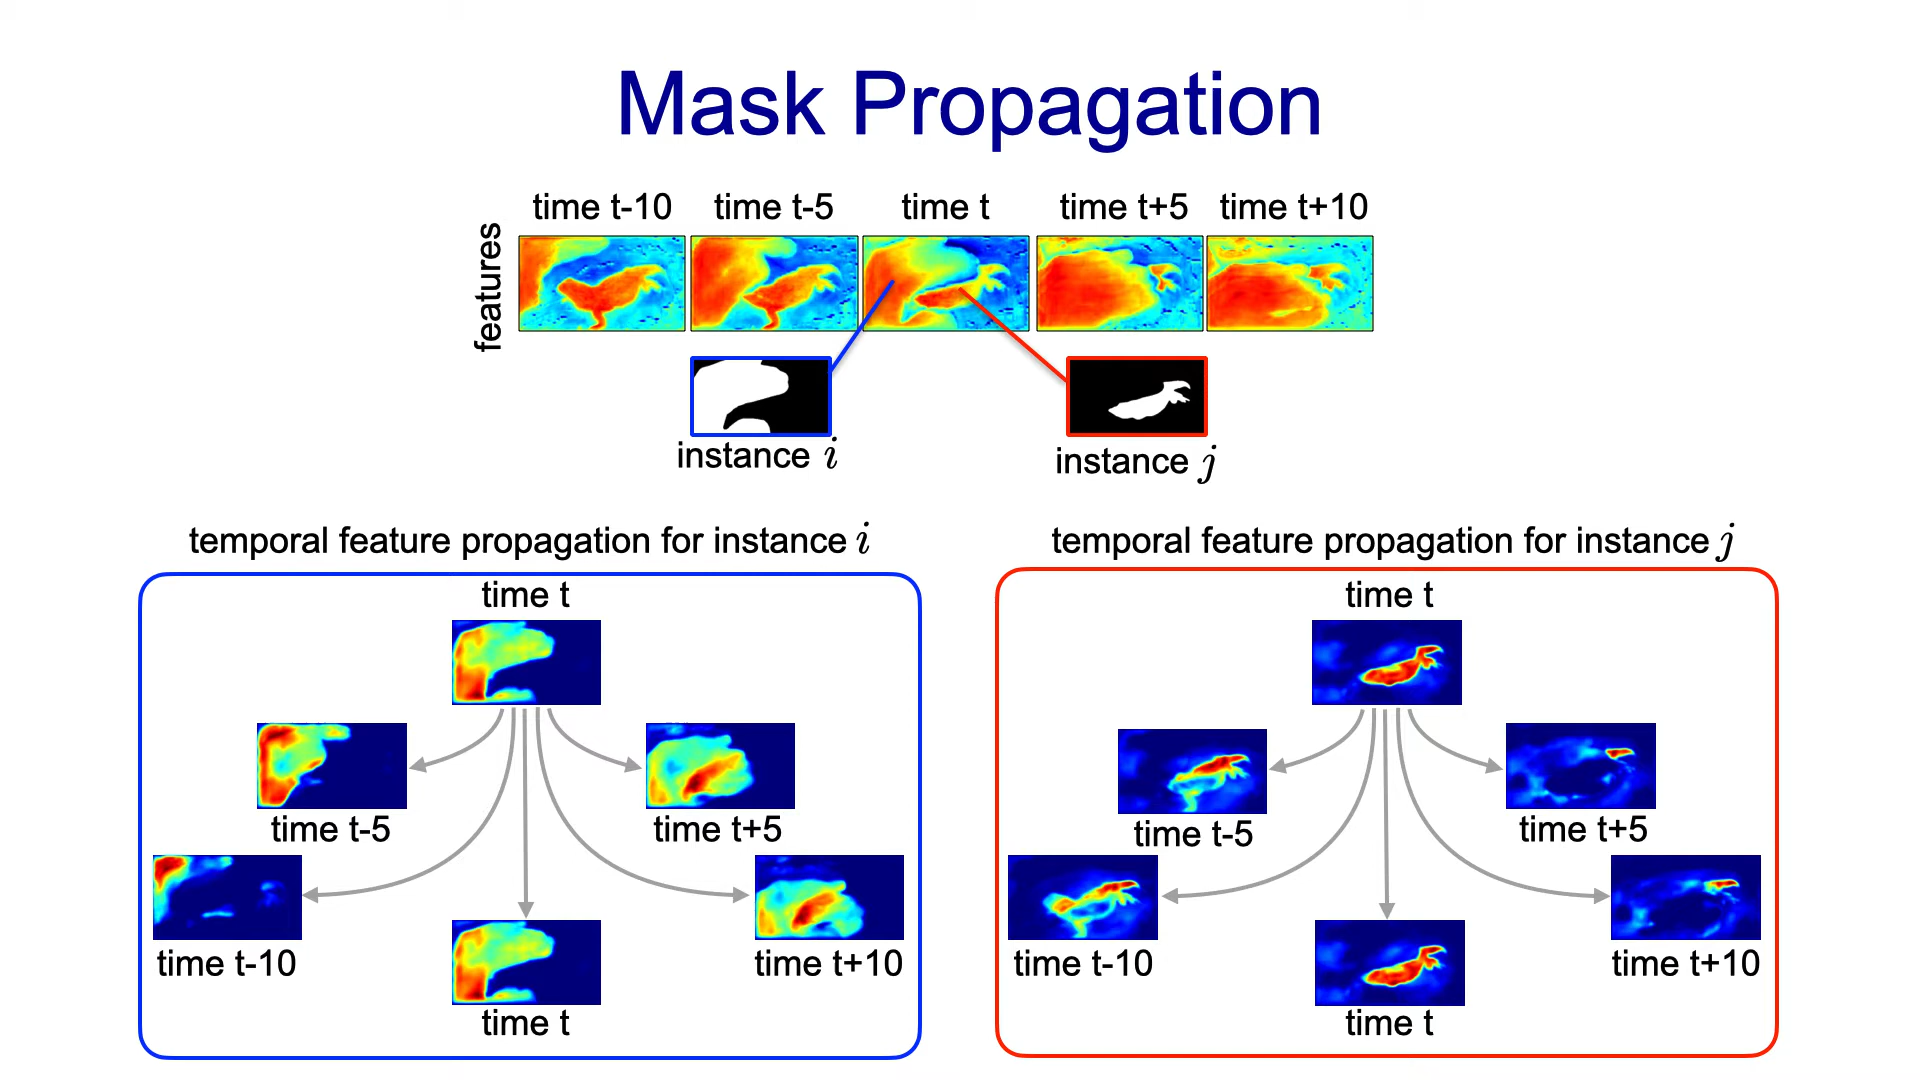 Mask Propagation
time t-10 time t-5 time t time t+5 time t+10
features
instance i
instance j
temporal feature propagation for instance i
time t
time t-5
time t+5
time t-10
time t+10
time t
temporal feature propagation for instance j
time t
time t-5
time t+5
time t-10
time t+10
time t